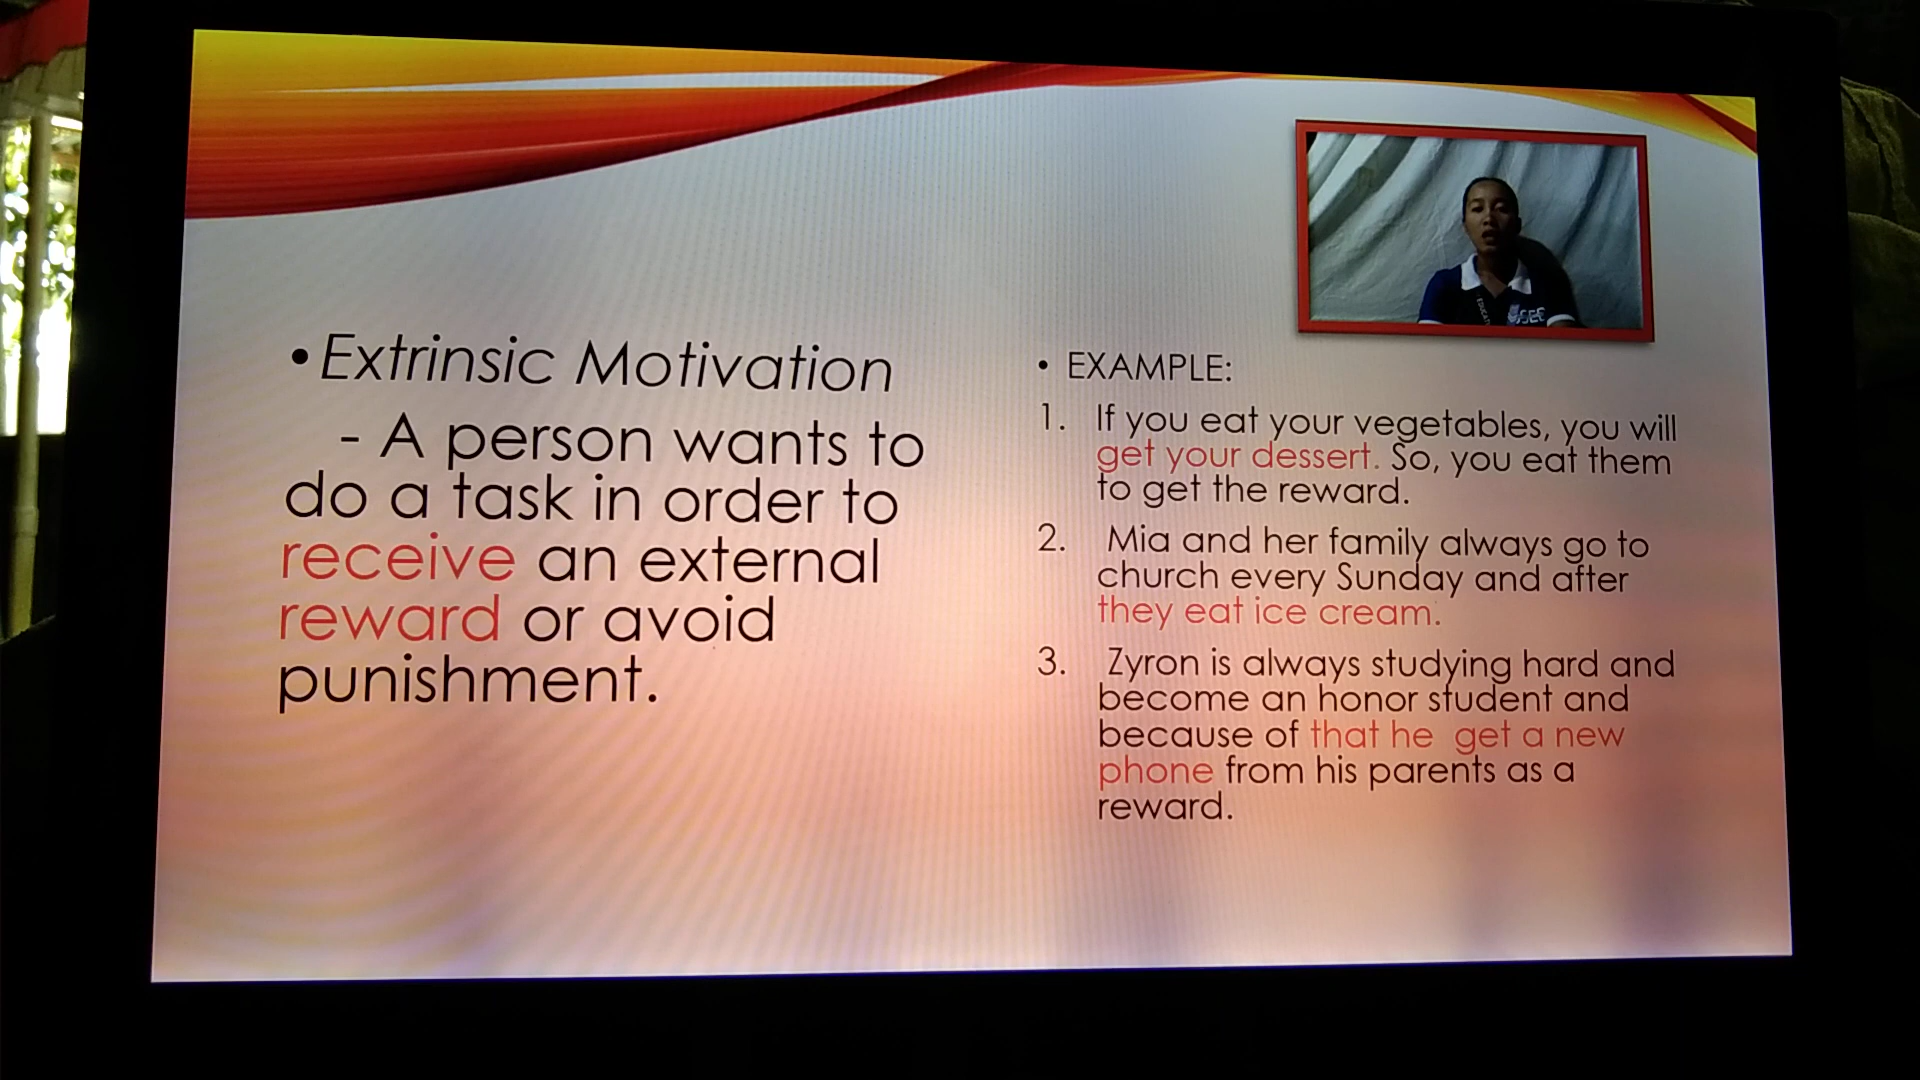 • Extrinsic Motivation
- A person wants to
do a task in order to
receive an external
reward or avoid
punishment.
• EXAMPLE:
1. If you eat your vegetables, you will
get your dessert. So, you eat them
to get the reward.
2. Mia and her family always go to
church every Sunday and after
they eat ice cream.
3. Zyron is always studying hard and
become an honor student and
because of that he get a new
phone from his parents as a
reward.